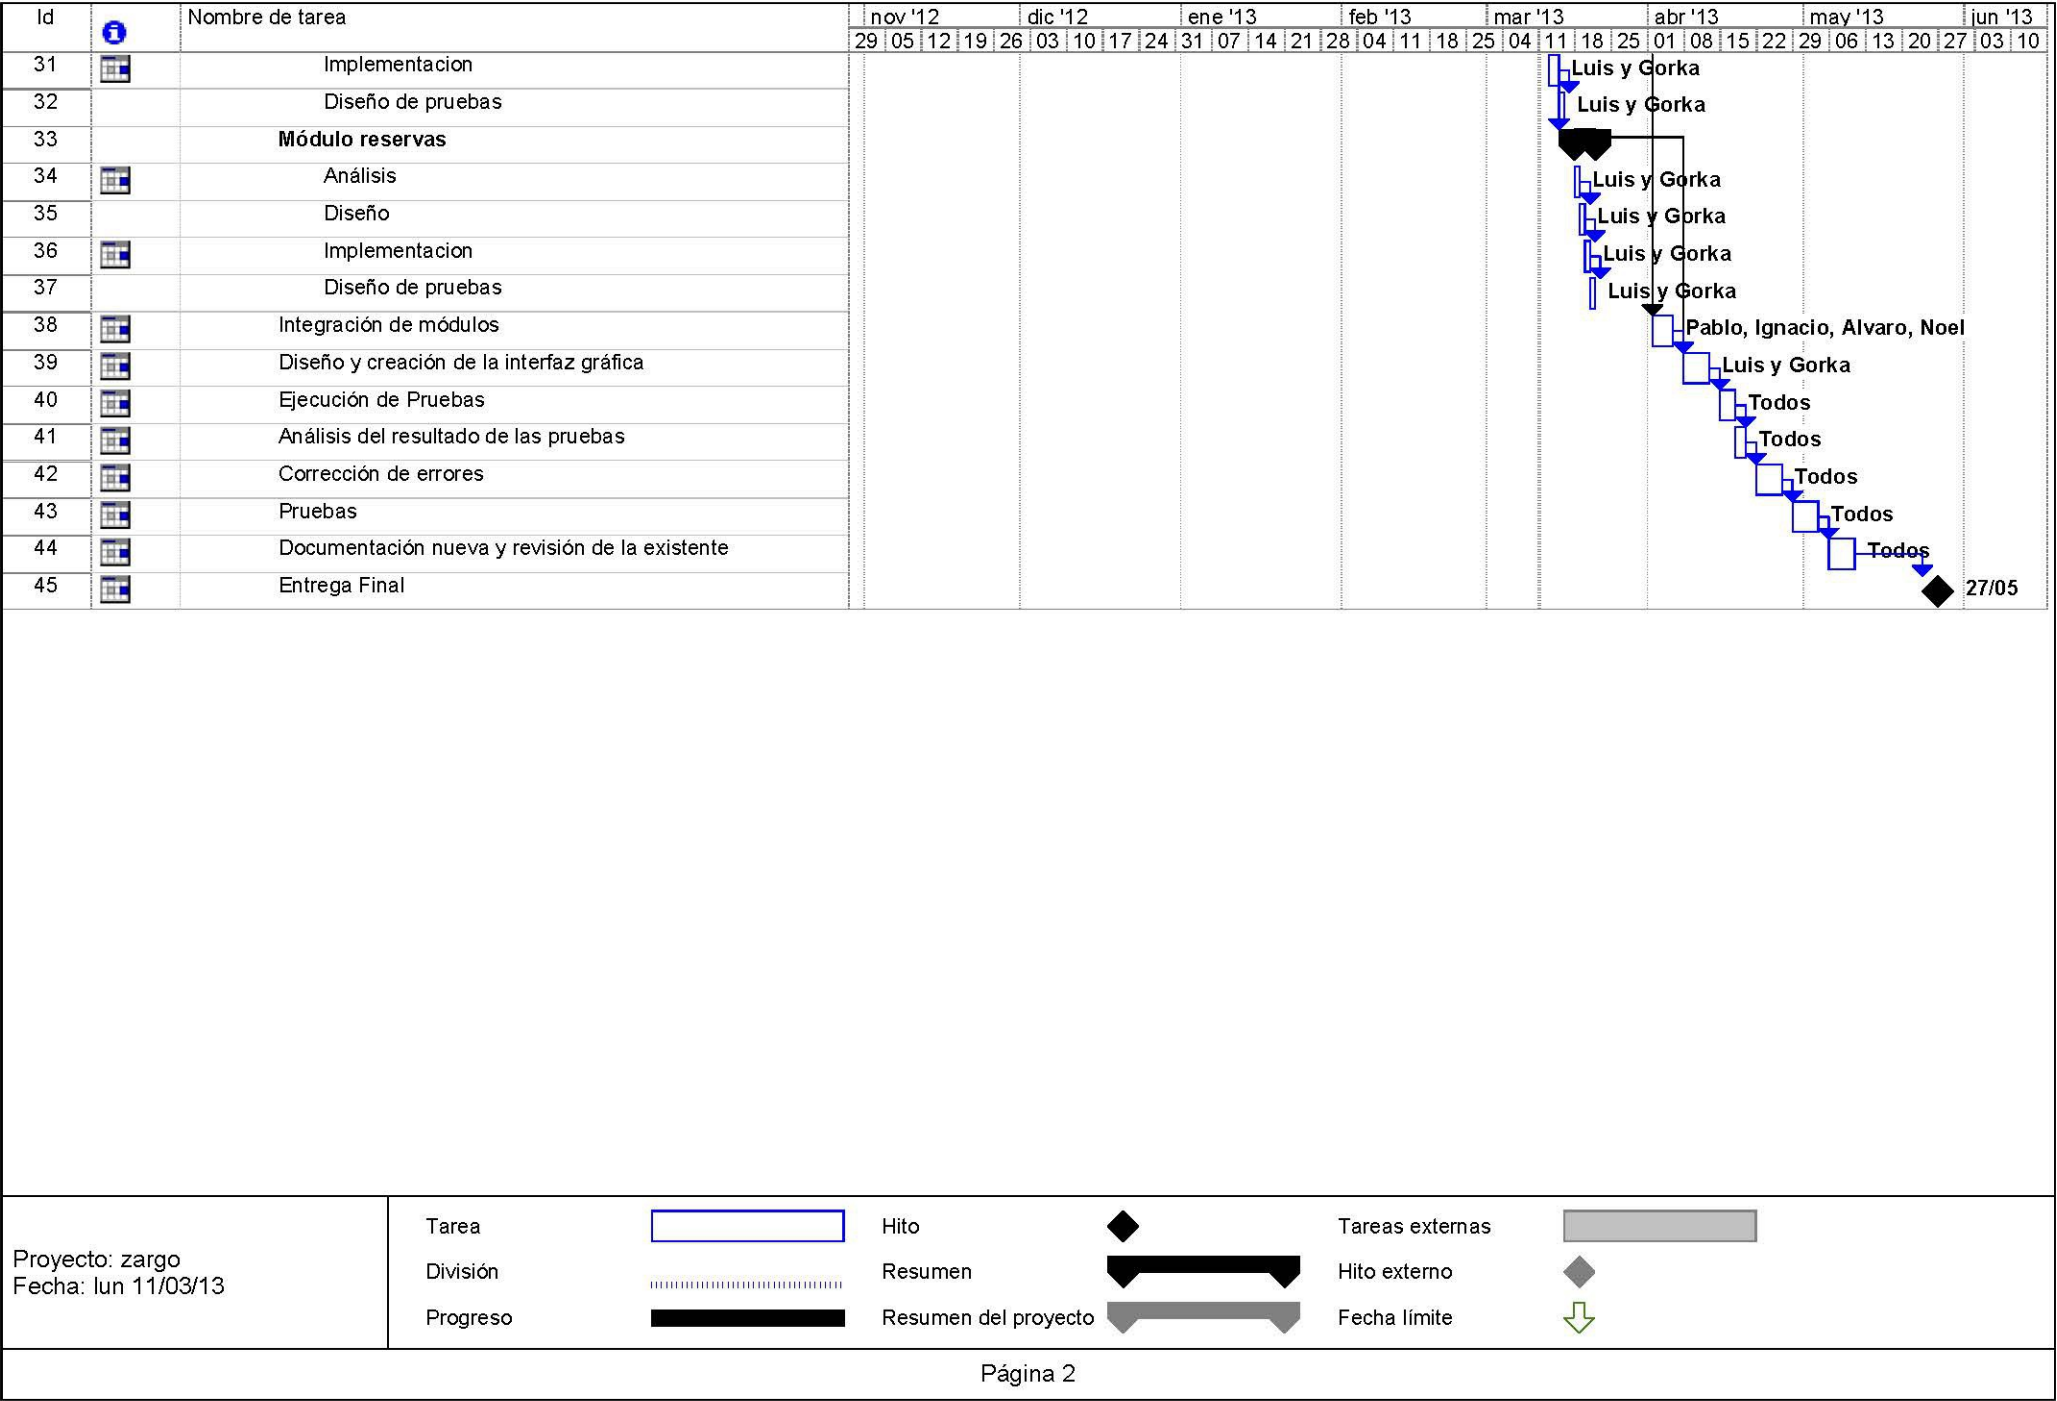 Id Nombre de tarea nov '12 dic '12 ene '13 feb '13 mar '13 abr '13 may '13 jun '13
29 05 12 19 26 03 10 17 24 31 07 14 21 28 04 11 18 25 04 11 18 25 01 08 15 22 29 06 13 20 27 03 10
31 Implementacion Luis y Gorka
32 Diseño de pruebas Luis y Gorka
33 Módulo reservas
34 Análisis Luis y Gorka
35 Diseño Luis y Gorka
36 Implementacion Luis y Gorka
37 Diseño de pruebas Luis y Gorka
38 Integración de módulos Pablo, Ignacio, Alvaro, Noel
39 Diseño y creación de la interfaz gráfica Luis y Gorka
40 Ejecución de Pruebas Todos
41 Análisis del resultado de las pruebas Todos
42 Corrección de errores Todos
43 Pruebas Todos
44 Documentación nueva y revisión de la existente Todos
45 Entrega Final 27/05
Proyecto: zargo
Fecha: lun 11/03/13
Tarea Hito Tareas externas
División Resumen Hito externo
Progreso Resumen del proyecto Fecha límite
Página 2